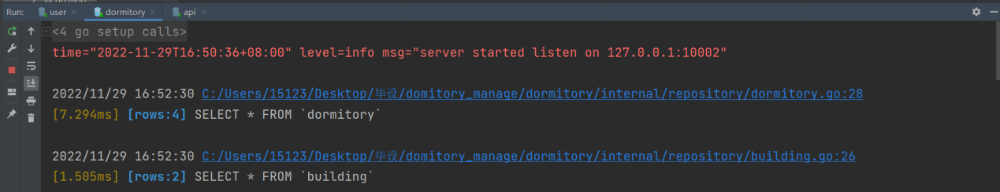 Run: user × dormitory × api ×
<4 go setup calls>
time="2022-11-29T16:50:36+08:00" level=info msg="server started listen on 127.0.0.1:10002"
2022/11/29 16:52:30 C:/Users/15123/Desktop/毕设/domitory_manage/dormitory/internal/repository/dormitory.go:28
[7.294ms] [rows:4] SELECT * FROM `dormitory`
2022/11/29 16:52:30 C:/Users/15123/Desktop/毕设/domitory_manage/dormitory/internal/repository/building.go:26
[1.505ms] [rows:2] SELECT * FROM `building`